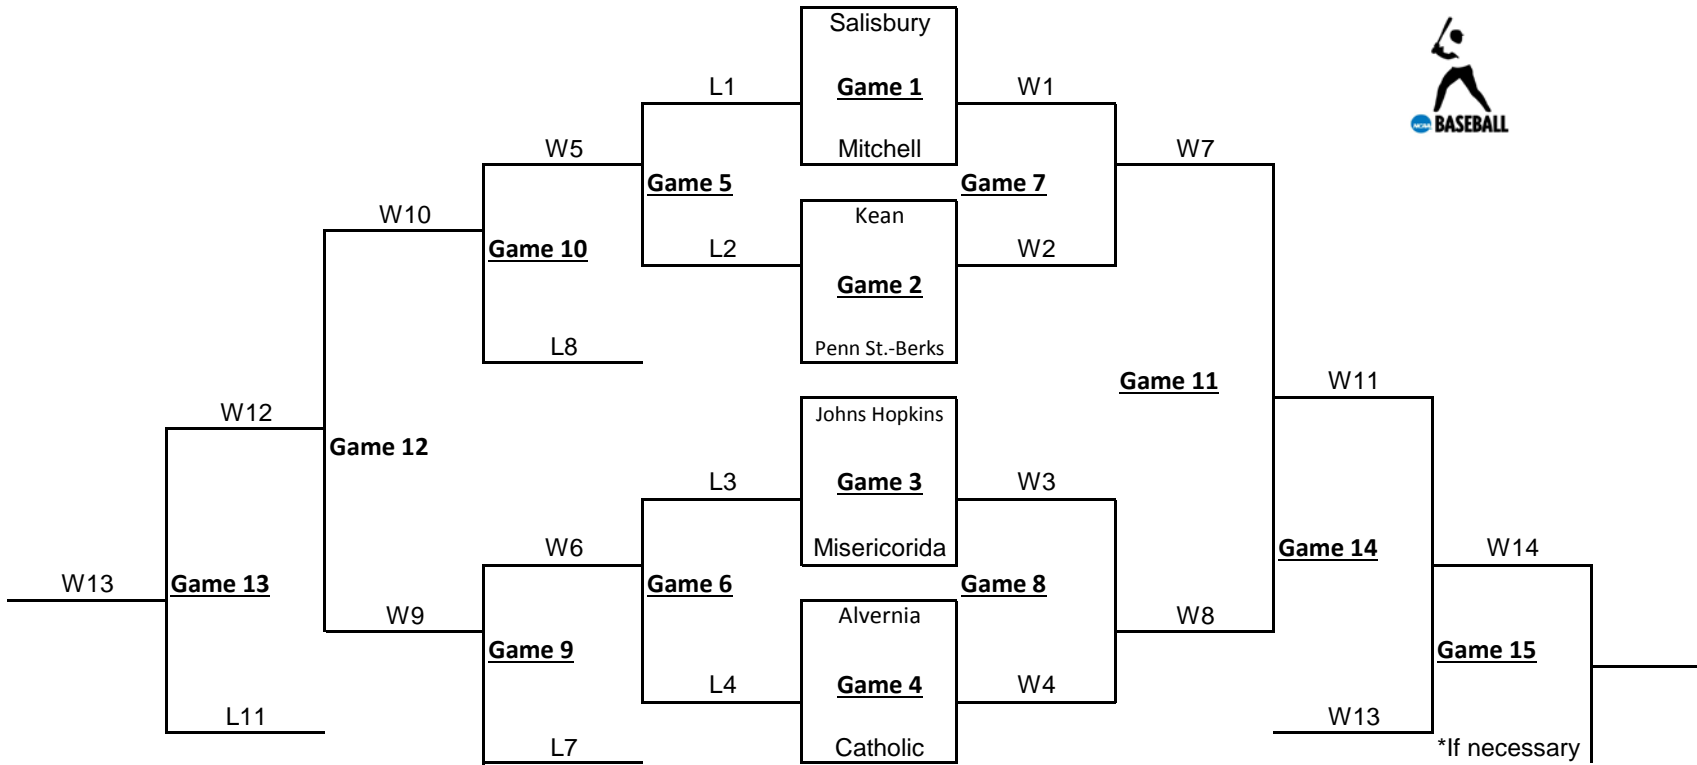 Salisbury
L1
Game 1
W1
W5
Mitchell
W7
Game 5
Game 7
W10
Kean
Game 10
L2
W2
Game 2
L8
Penn St.-Berks
Game 11
W11
W12
Johns Hopkins
Game 12
L3
Game 3
W3
W6
Misericorida
Game 14
W14
W13
Game 13
Game 6
Game 8
W9
Alvernia
W8
Game 9
Game 15
L4
Game 4
W4
L11
W13
L7
Catholic
*If necessary
NCAA BASEBALL